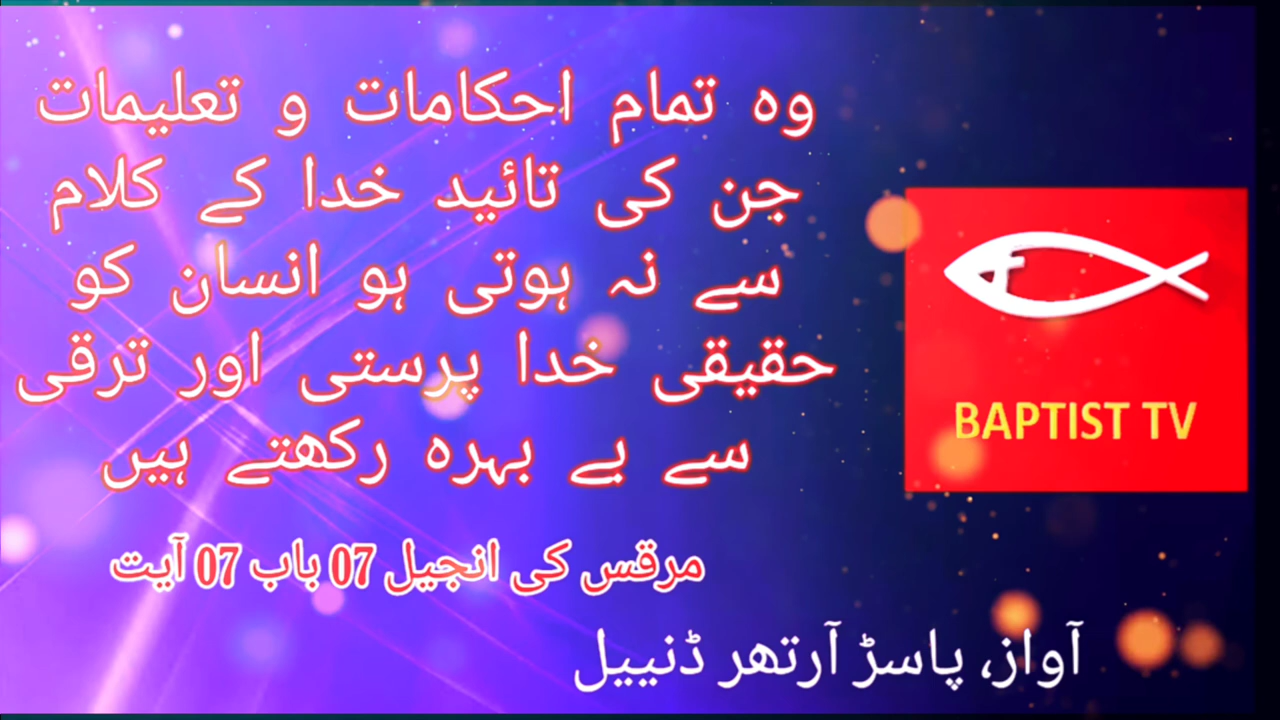 وہ تمام احکامات و تعلیمات
جن کی تائید خدا کے کلام
سے نہ ہوتی ہو انسان کو
حقیقی خدا پرستی اور ترقی
سے بے بہرہ رکھتے ہیں
مرقس کی انجیل 07 باب 07 آیت
آواز، پاسڑ آرتھر ڈنییل
BAPTIST TV